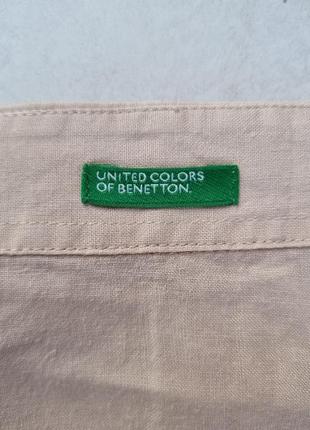 UNITED COLORS
OF BENETTON.